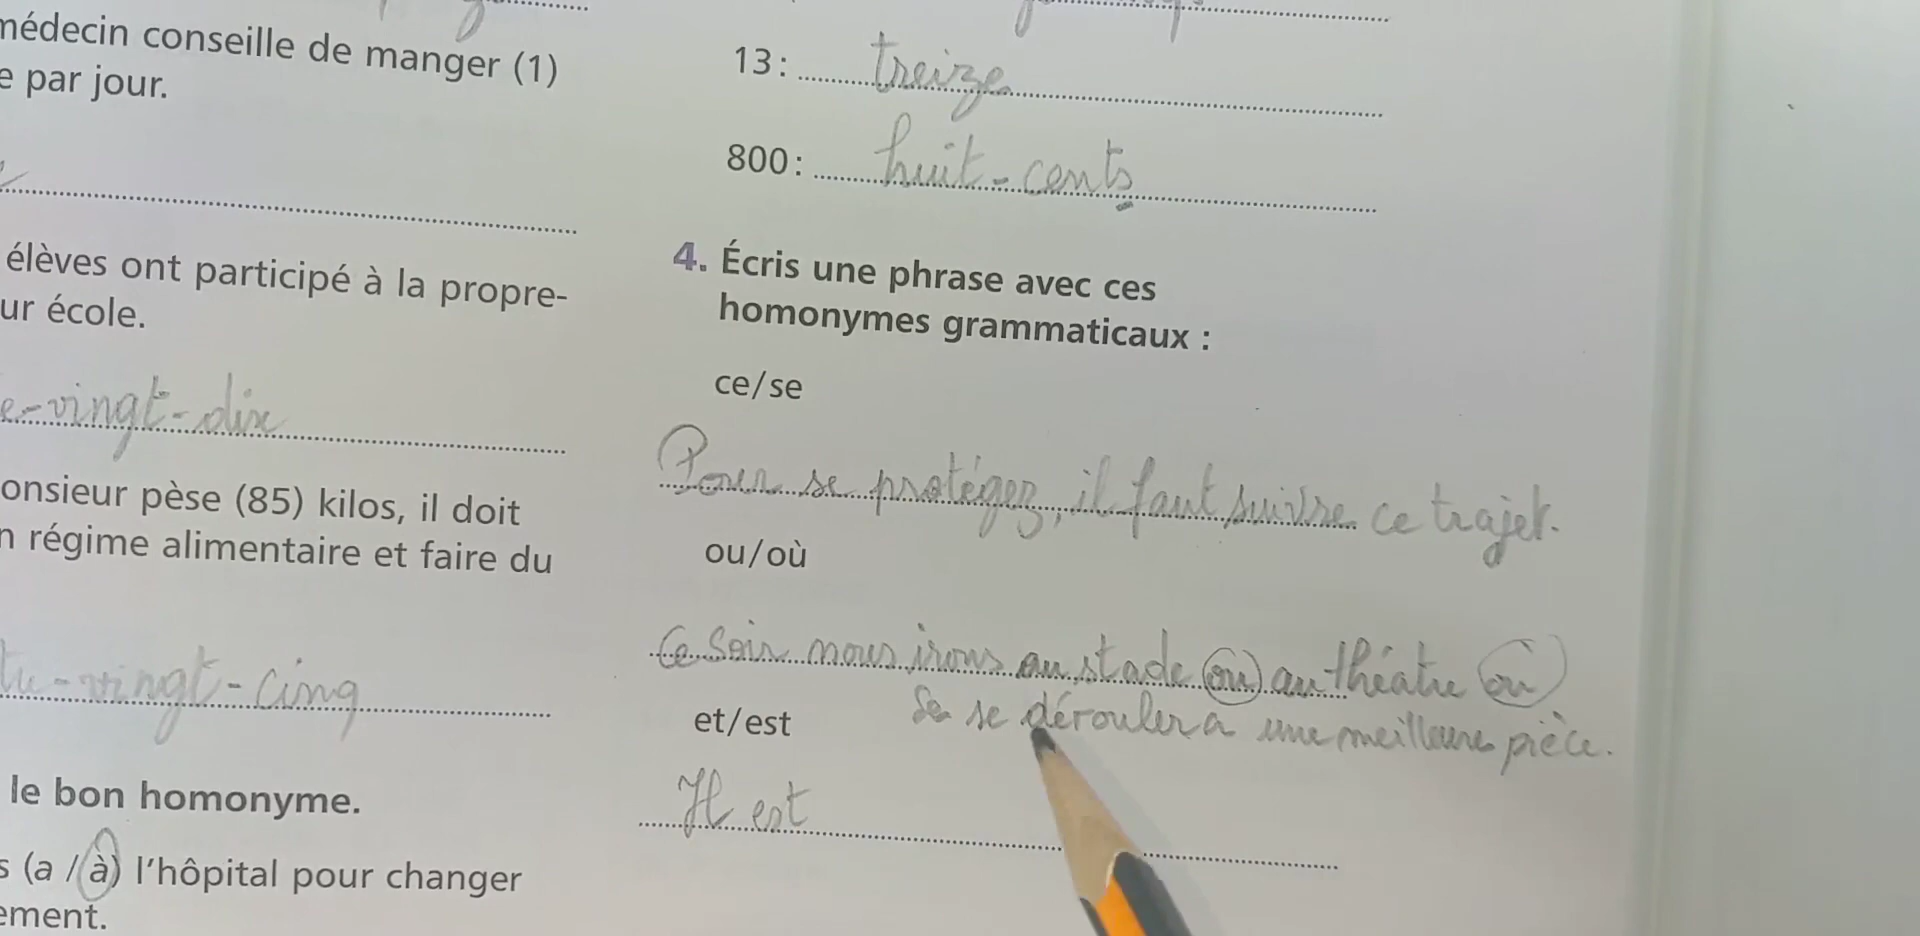 médecin conseille de manger (1)
e par jour.
élèves ont participé à la propre-
ur école.
e-vingt-dix
onsieur pèse (85) kilos, il doit
n régime alimentaire et faire du
-vingt-cinq
le bon homonyme.
s (a / à) l'hôpital pour changer
ement.
13 : treize
800 : huit-cents
4. Écris une phrase avec ces
homonymes grammaticaux :
ce/se
Pour se protéger, il faut suivre ce trajet.
ou/où
Ce soir nous irons au stade ou au théatre où
se déroulera une meilleure pièce.
et/est
Il est